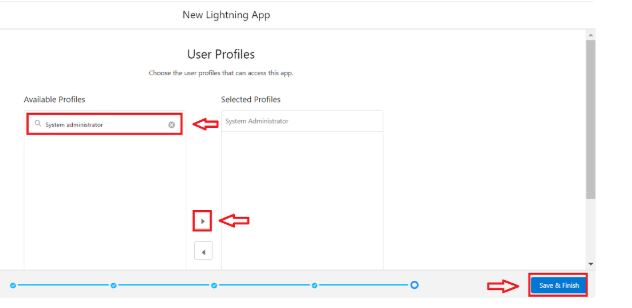 New Lightning App
User Profiles
Choose the user profiles that can access this app.
Available Profiles
Selected Profiles
System administrator
System Administrator
Save & Finish